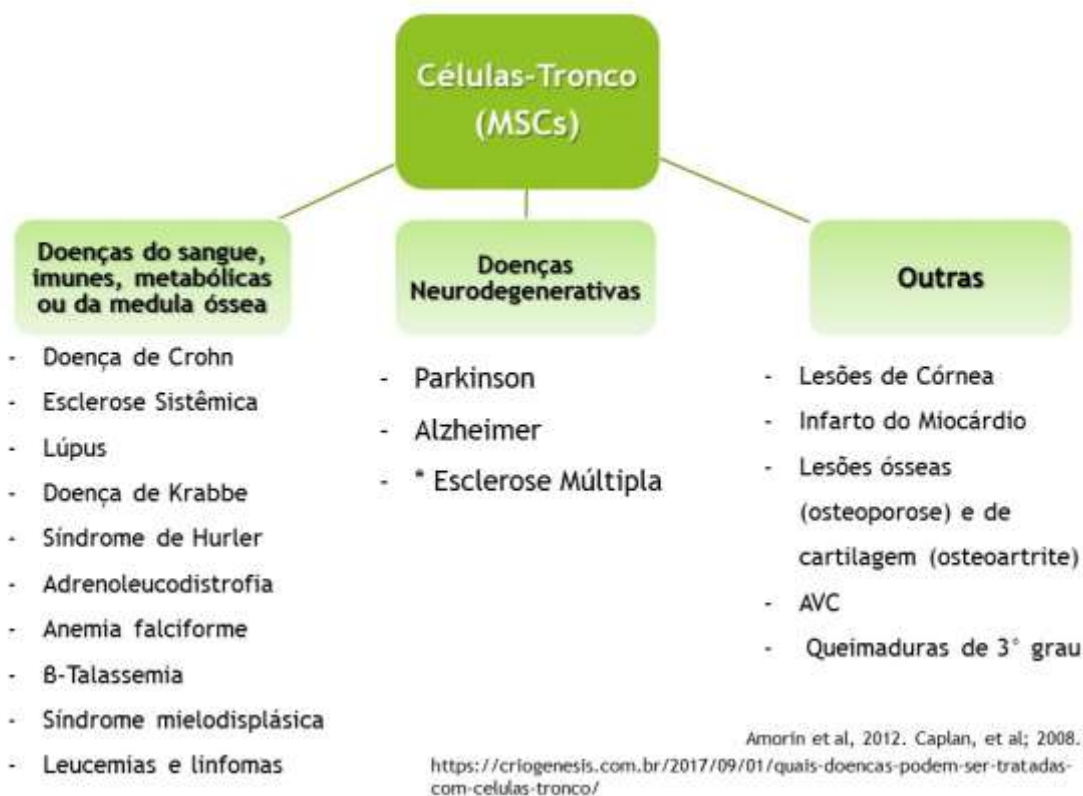 Células-Tronco
(MSCs)
Doenças do sangue,
imunes, metabólicas
ou da medula óssea
- Doença de Crohn
- Esclerose Sistêmica
- Lúpus
- Doença de Krabbe
- Síndrome de Hurler
- Adrenoleucodistrofia
- Anemia falciforme
- β-Talassemia
- Síndrome mielodisplásica
- Leucemias e linfomas
Doenças
Neurodegenerativas
- Parkinson
- Alzheimer
- * Esclerose Múltipla
Outras
- Lesões de Córnea
- Infarto do Miocárdio
- Lesões ósseas
(osteoporose) e de
cartilagem (osteoartrite)
- AVC
- Queimaduras de 3° grau
Amorin et al, 2012. Caplan, et al; 2008.
https://criogenesis.com.br/2017/09/01/quais-doencas-podem-ser-tratadas-
com-celulas-tronco/